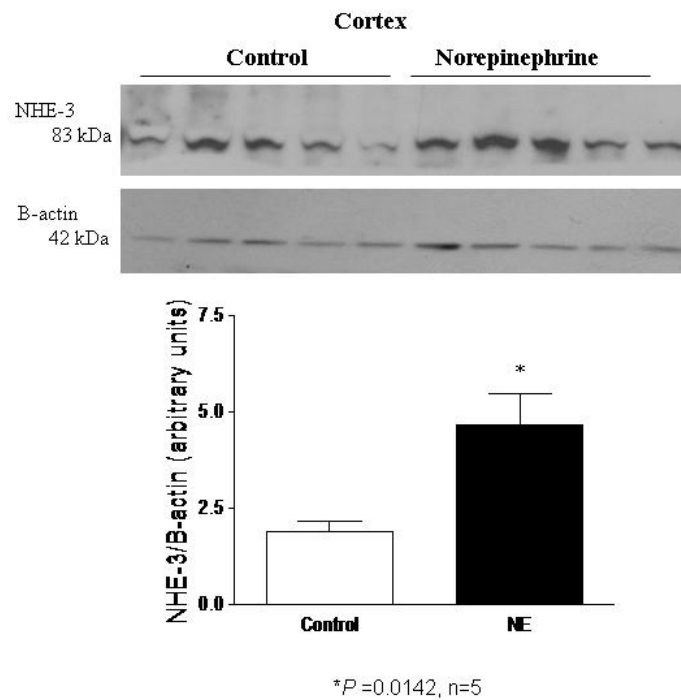 Cortex
Control Norepinephrine
NHE-3
83 kDa
B-actin
42 kDa
NHE-3/B-actin (arbitrary units)
7.5
5.0
2.5
0.0
*
Control NE
*P =0.0142, n=5